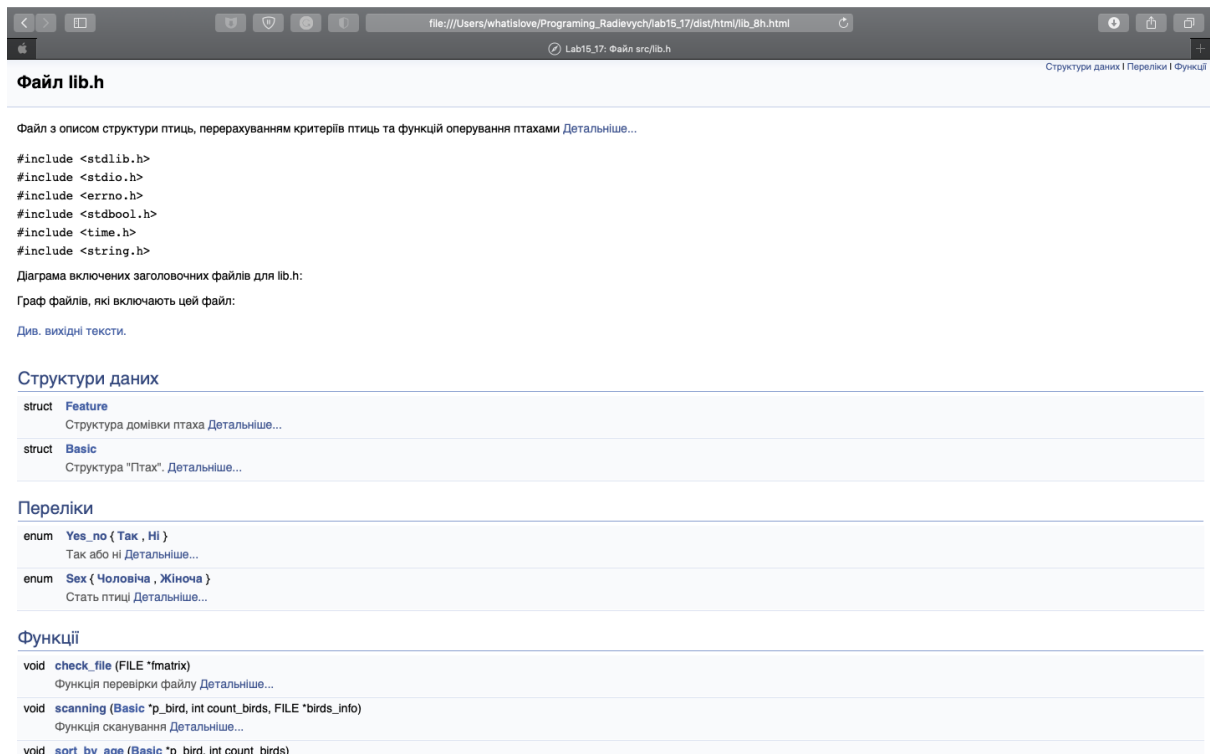 file:///Users/whatislove/Programing_Radievych/lab15_17/dist/html/lib_8h.html
Lab15_17: Файл src/lib.h
Структури даних | Переліки | Функції
Файл lib.h
Файл з описом структури птиць, перерахуванням критеріїв птиць та функцій оперування птахами Детальніше...
#include <stdlib.h>
#include <stdio.h>
#include <errno.h>
#include <stdbool.h>
#include <time.h>
#include <string.h>
Діаграма включених заголовочних файлів для lib.h:
Граф файлів, які включають цей файл:
Див. вихідні тексти.
Структури даних
struct Feature
Структура домівки птаха Детальніше...
struct Basic
Структура "Птах". Детальніше...
Переліки
enum Yes_no { Так , Ні }
Так або ні Детальніше...
enum Sex { Чоловіча , Жіноча }
Стать птиці Детальніше...
Функції
void check_file (FILE *fmatrix)
Функція перевірки файлу Детальніше...
void scanning (Basic *p_bird, int count_birds, FILE *birds_info)
Функція сканування Детальніше...
void sort_by_age (Basic *p_bird, int count_birds)